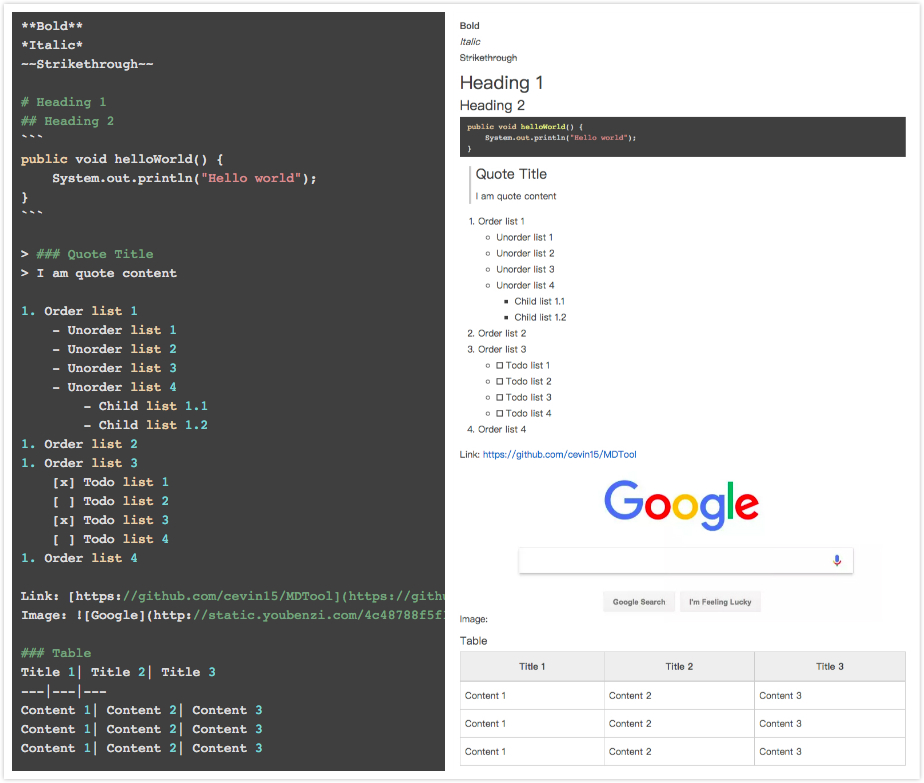 **Bold**
*Italic*
~~Strikethrough~~
# Heading 1
## Heading 2
```
public void helloWorld() {
    System.out.println("Hello world");
}
```
> ### Quote Title
> I am quote content
1. Order list 1
    - Unorder list 1
    - Unorder list 2
    - Unorder list 3
    - Unorder list 4
        - Child list 1.1
        - Child list 1.2
1. Order list 2
1. Order list 3
    [x] Todo list 1
    [ ] Todo list 2
    [x] Todo list 3
    [ ] Todo list 4
1. Order list 4
Link: [https://github.com/cevin15/MDTool](https://githu
Image: ![Google](http://static.youbenzi.com/4c48788f5f
### Table
Title 1| Title 2| Title 3
---|---|---
Content 1| Content 2| Content 3
Content 1| Content 2| Content 3
Content 1| Content 2| Content 3
Bold
Italic
Strikethrough
Heading 1
Heading 2
public void helloWorld() {
    System.out.println("Hello world");
}
Quote Title
I am quote content
1. Order list 1
Unorder list 1
Unorder list 2
Unorder list 3
Unorder list 4
Child list 1.1
Child list 1.2
2. Order list 2
3. Order list 3
Todo list 1
Todo list 2
Todo list 3
Todo list 4
4. Order list 4
Link: https://github.com/cevin15/MDTool
Google
Google Search I'm Feeling Lucky
Image:
Table
Title 1 Title 2 Title 3
Content 1 Content 2 Content 3
Content 1 Content 2 Content 3
Content 1 Content 2 Content 3